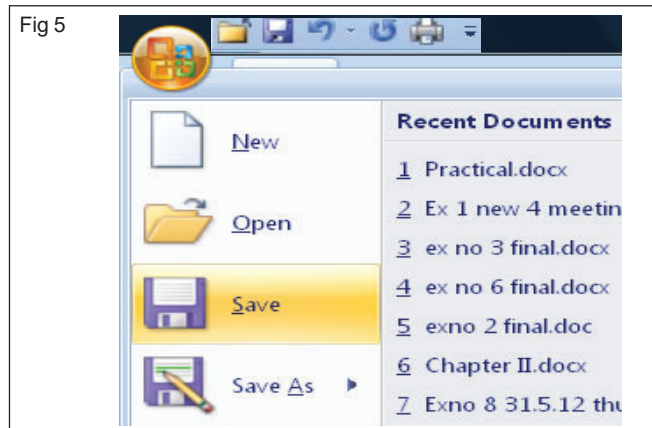 Fig 5
New
Open
Save
Save As
Recent Documents
1 Practical.docx
2 Ex 1 new 4 meetin
3 ex no 3 final.docx
4 ex no 6 final.docx
5 exno 2 final.doc
6 Chapter II.docx
7 Exno 8 31.5.12 thu